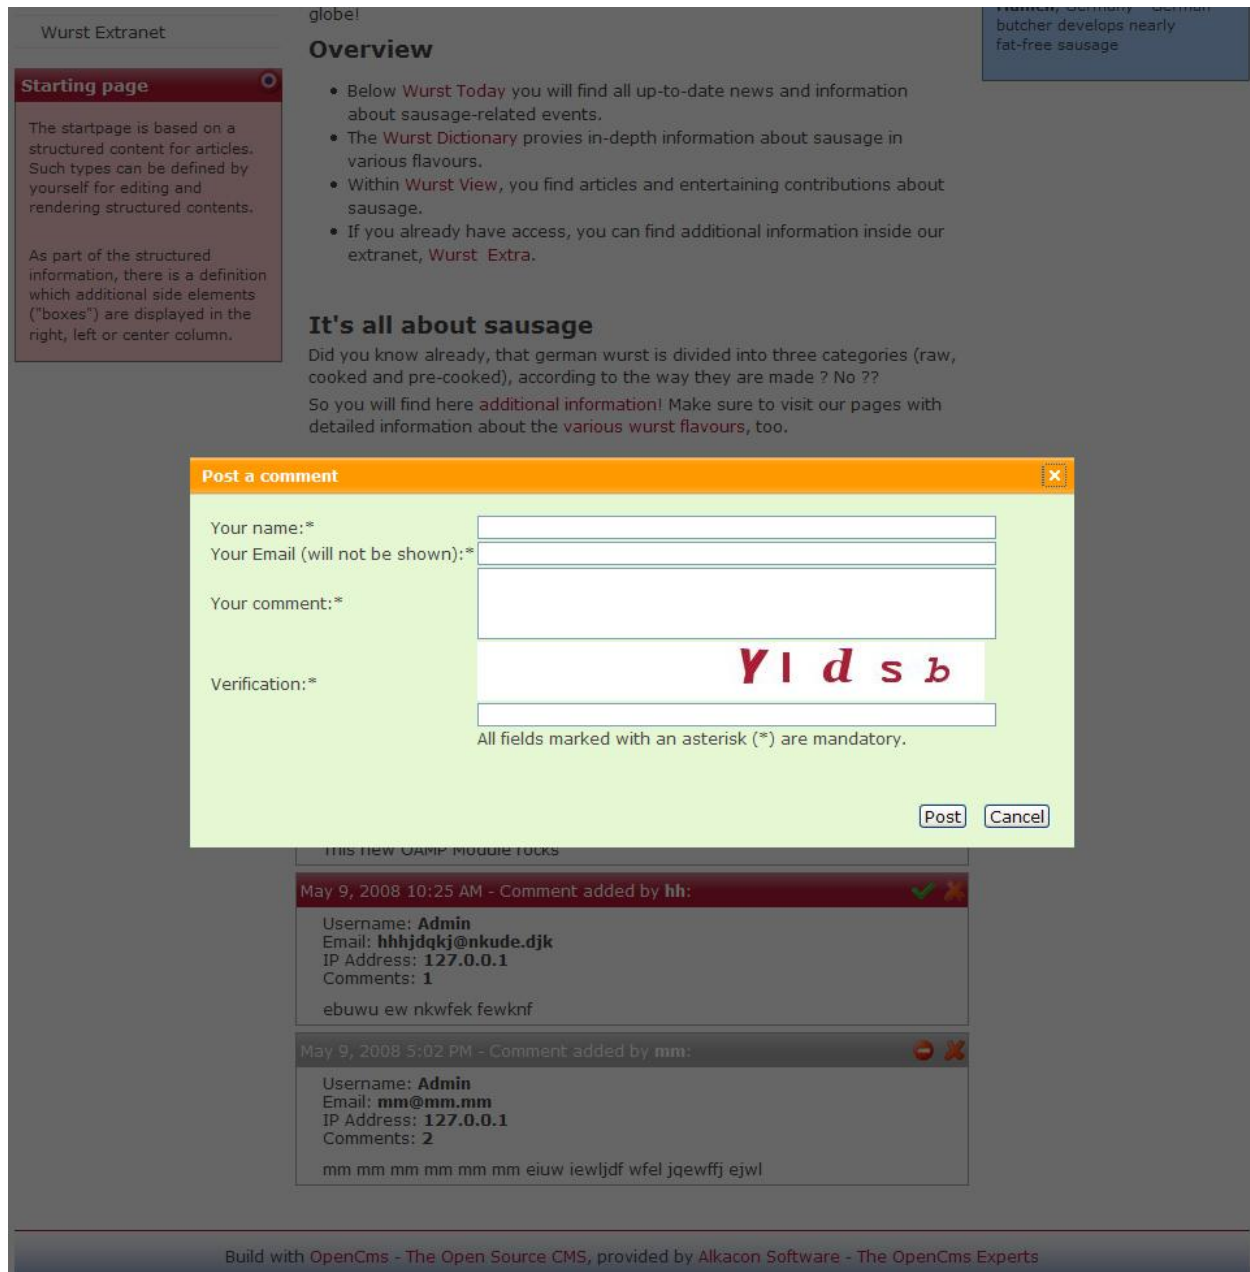 globe!
Wurst Extranet
Overview
butcher develops nearly
fat-free sausage
Starting page
The startpage is based on a
structured content for articles.
Such types can be defined by
yourself for editing and
rendering structured contents.
As part of the structured
information, there is a definition
which additional side elements
("boxes") are displayed in the
right, left or center column.
• Below Wurst Today you will find all up-to-date news and information
about sausage-related events.
• The Wurst Dictionary provies in-depth information about sausage in
various flavours.
• Within Wurst View, you find articles and entertaining contributions about
sausage.
• If you already have access, you can find additional information inside our
extranet, Wurst Extra.
It's all about sausage
Did you know already, that german wurst is divided into three categories (raw,
cooked and pre-cooked), according to the way they are made ? No ??
So you will find here additional information! Make sure to visit our pages with
detailed information about the various wurst flavours, too.
Post a comment
Your name:*
Your Email (will not be shown):*
Your comment:*
Y l d s b
Verification:*
All fields marked with an asterisk (*) are mandatory.
Post Cancel
This new OAMP Module rocks
May 9, 2008 10:25 AM - Comment added by hh:
Username: Admin
Email: hhhjdqkj@nkude.djk
IP Address: 127.0.0.1
Comments: 1
ebuwu ew nkwfek fewknf
May 9, 2008 5:02 PM - Comment added by mm:
Username: Admin
Email: mm@mm.mm
IP Address: 127.0.0.1
Comments: 2
mm mm mm mm mm mm eiuw iewljdf wfel jqewffj ejwl
Build with OpenCms - The Open Source CMS, provided by Alkacon Software - The OpenCms Experts